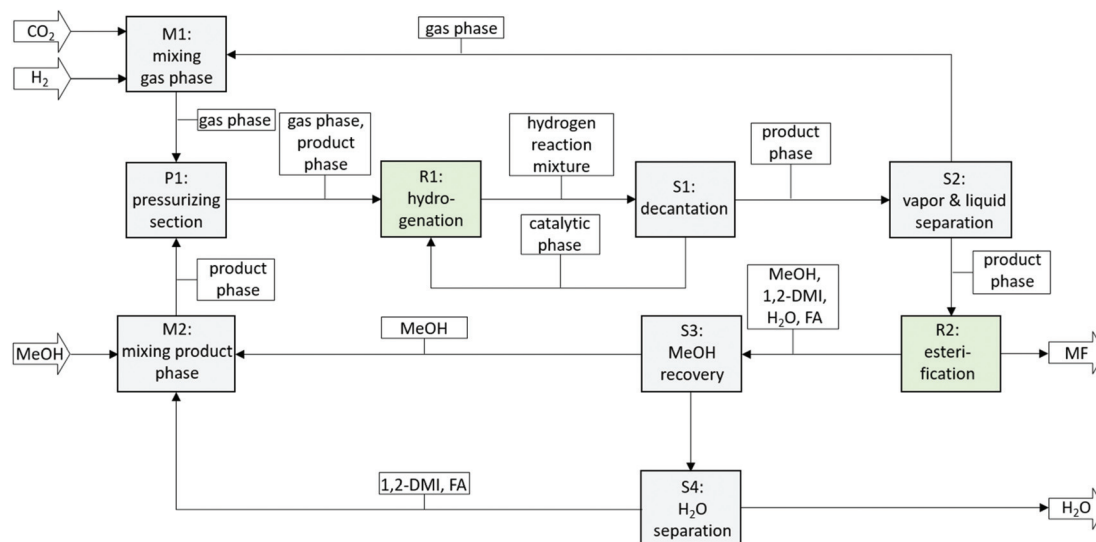 CO₂
H₂
M1:
mixing
gas phase
gas phase
gas phase
gas phase,
product
phase
hydrogen
reaction
mixture
product
phase
P1:
pressurizing
section
R1:
hydro-
genation
S1:
decantation
S2:
vapor & liquid
separation
catalytic
phase
product
phase
MeOH,
1,2-DMI,
H₂O, FA
product
phase
MeOH
M2:
mixing product
phase
MeOH
S3:
MeOH
recovery
R2:
esteri-
fication
MF
1,2-DMI, FA
S4:
H₂O
separation
H₂O